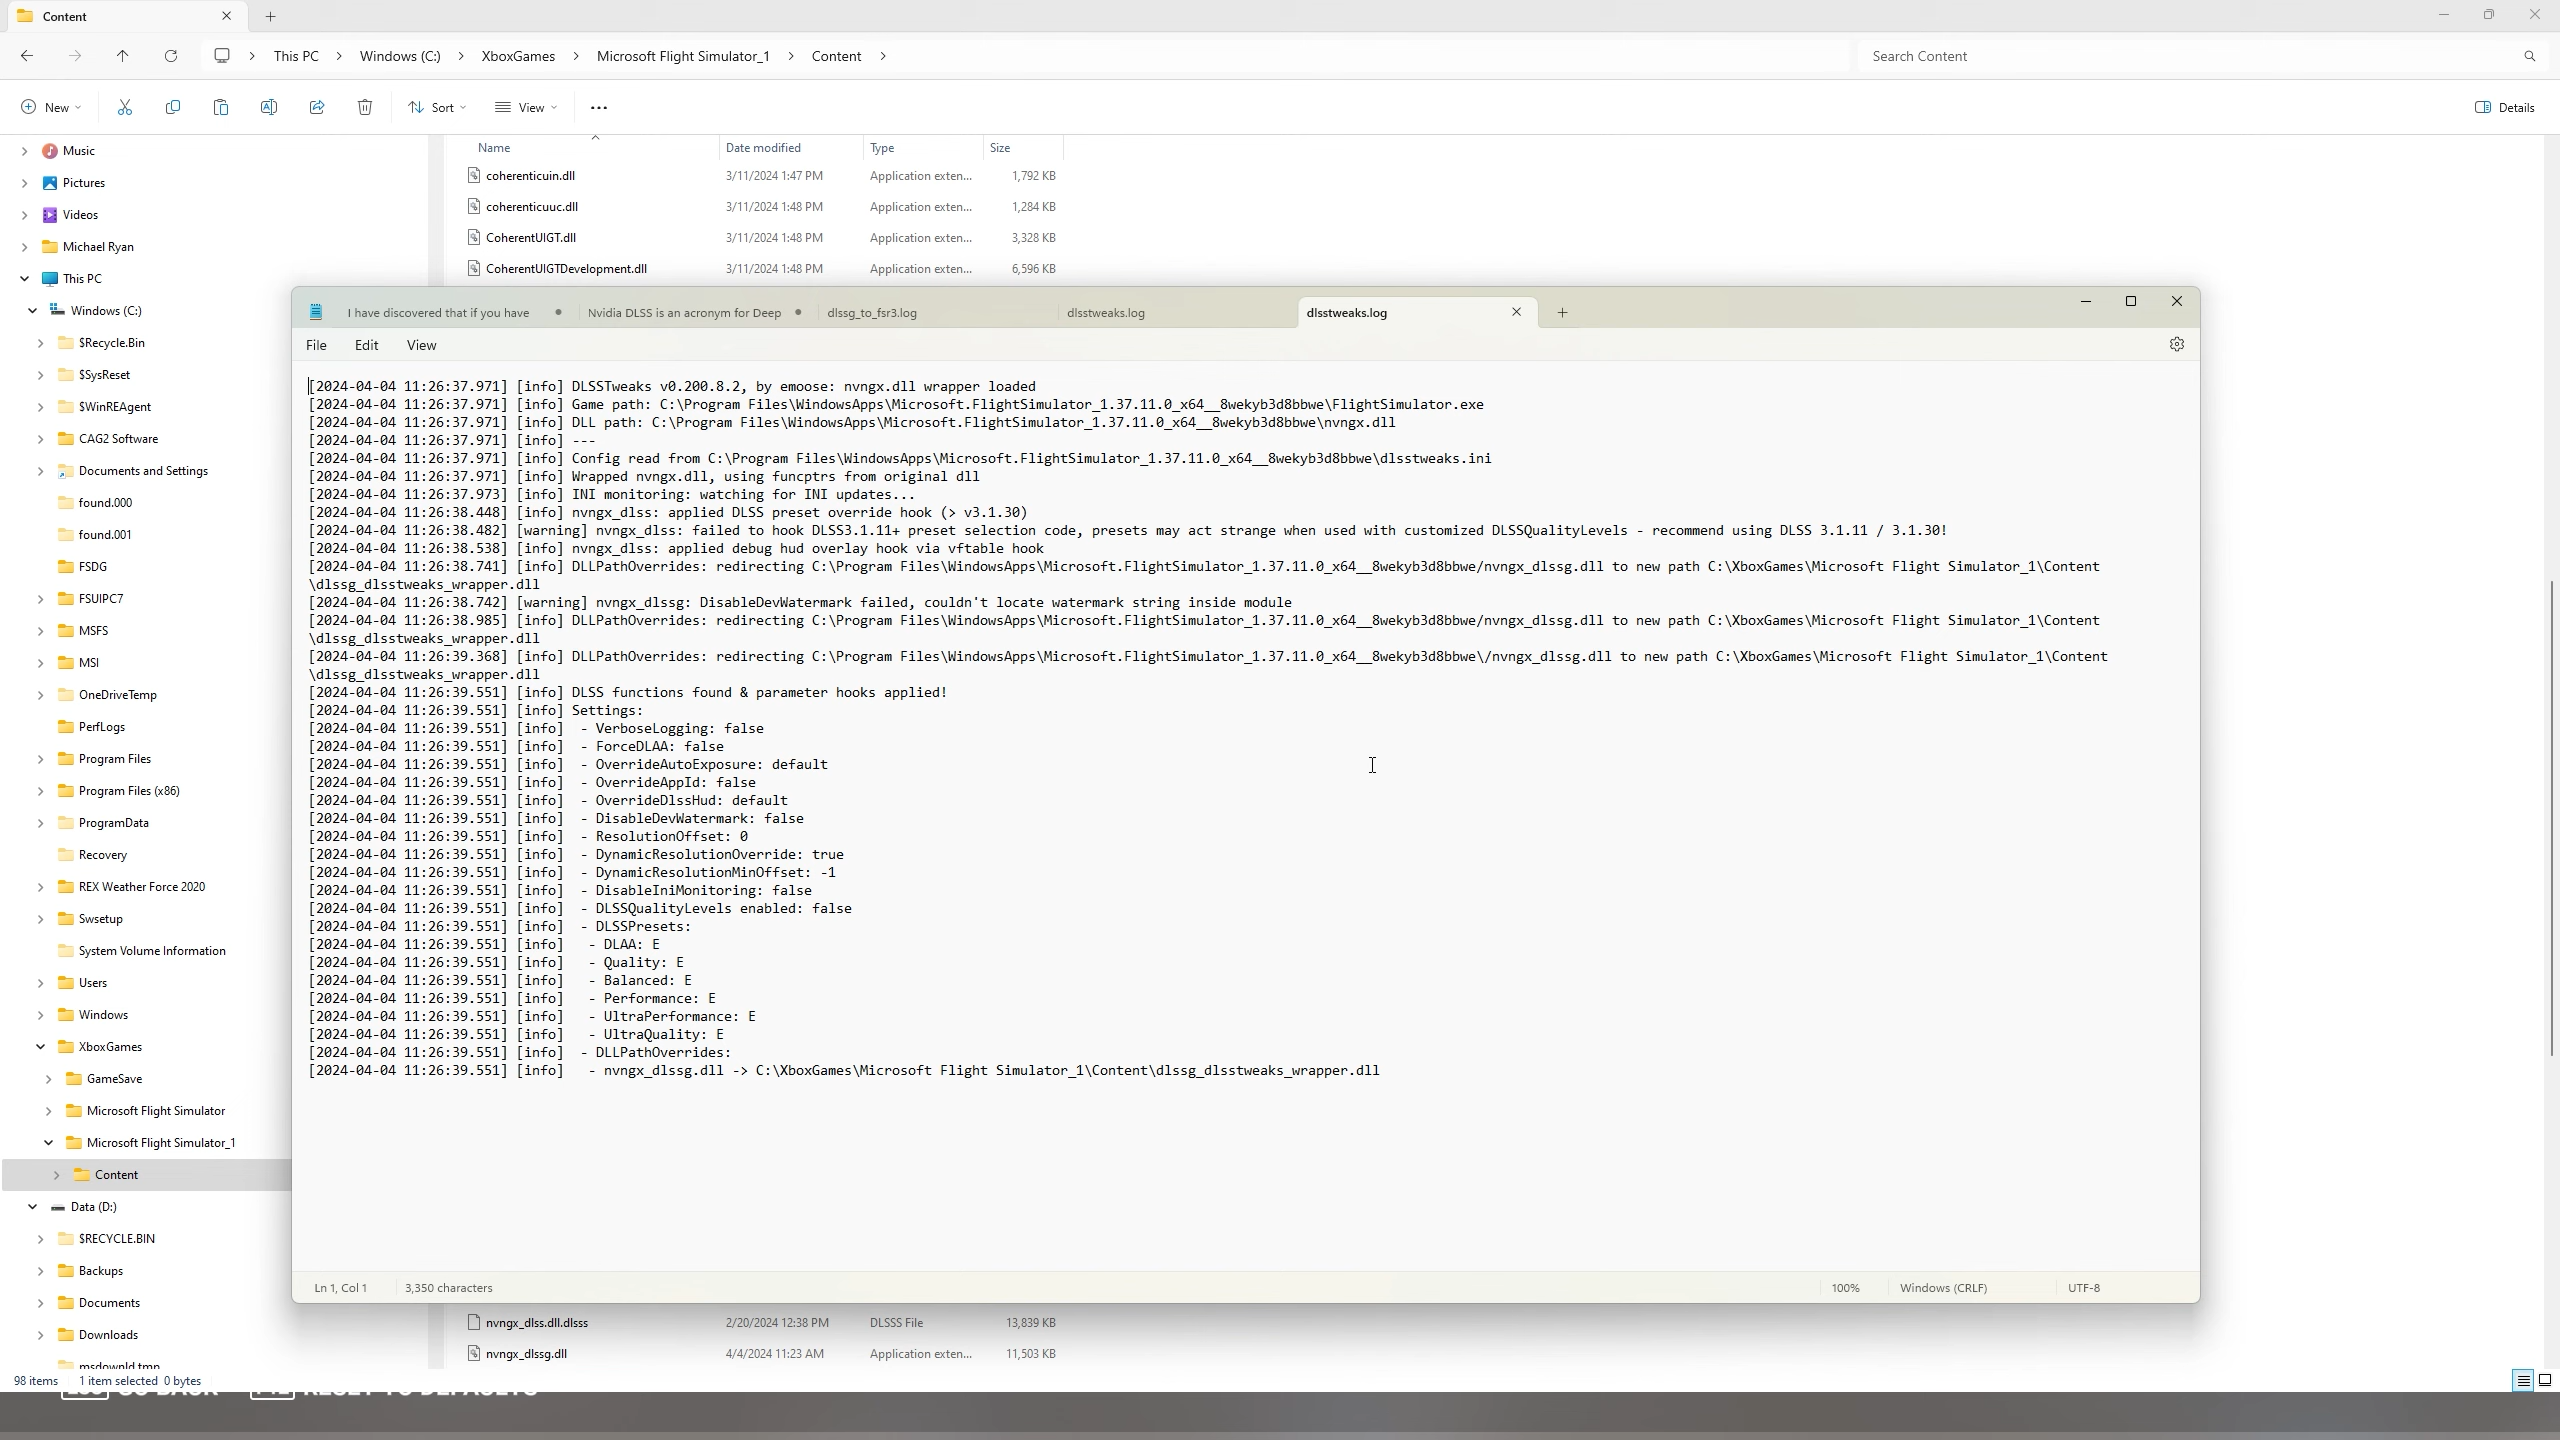 Content
This PC
Windows (C:)
XboxGames
Microsoft Flight Simulator_1
Content
Search Content
New
Sort
View
Details
Music
Pictures
Videos
Michael Ryan
This PC
Windows (C:)
$Recycle.Bin
$SysReset
$WinREAgent
CAG2 Software
Documents and Settings
found.000
found.001
FSDG
FSUIPC7
MSFS
MSI
OneDriveTemp
PerfLogs
Program Files
Program Files (x86)
ProgramData
Recovery
REX Weather Force 2020
Swsetup
System Volume Information
Users
Windows
XboxGames
GameSave
Microsoft Flight Simulator
Microsoft Flight Simulator_1
Content
Data (D:)
$RECYCLE.BIN
Backups
Documents
Downloads
msdownld.tmp
98 items 1 item selected 0 bytes
Name Date modified Type Size
coherenticuin.dll 3/11/2024 1:47 PM Application exten... 1,792 KB
coherenticuuc.dll 3/11/2024 1:48 PM Application exten... 1,284 KB
CoherentUIGT.dll 3/11/2024 1:48 PM Application exten... 3,328 KB
CoherentUIGTDevelopment.dll 3/11/2024 1:48 PM Application exten... 6,596 KB
I have discovered that if you have
Nvidia DLSS is an acronym for Deep
dlssg_to_fsr3.log
dlsstweaks.log
dlsstweaks.log
File Edit View
[2024-04-04 11:26:37.971] [info] DLSSTweaks v0.200.8.2, by emoose: nvngx.dll wrapper loaded
[2024-04-04 11:26:37.971] [info] Game path: C:\Program Files\WindowsApps\Microsoft.FlightSimulator_1.37.11.0_x64__8wekyb3d8bbwe\FlightSimulator.exe
[2024-04-04 11:26:37.971] [info] DLL path: C:\Program Files\WindowsApps\Microsoft.FlightSimulator_1.37.11.0_x64__8wekyb3d8bbwe\nvngx.dll
[2024-04-04 11:26:37.971] [info] ---
[2024-04-04 11:26:37.971] [info] Config read from C:\Program Files\WindowsApps\Microsoft.FlightSimulator_1.37.11.0_x64__8wekyb3d8bbwe\dlsstweaks.ini
[2024-04-04 11:26:37.971] [info] Wrapped nvngx.dll, using funcptrs from original dll
[2024-04-04 11:26:37.973] [info] INI monitoring: watching for INI updates...
[2024-04-04 11:26:38.448] [info] nvngx_dlss: applied DLSS preset override hook (> v3.1.30)
[2024-04-04 11:26:38.482] [warning] nvngx_dlss: failed to hook DLSS3.1.11+ preset selection code, presets may act strange when used with customized DLSSQualityLevels - recommend using DLSS 3.1.11 / 3.1.30!
[2024-04-04 11:26:38.538] [info] nvngx_dlss: applied debug hud overlay hook via vftable hook
[2024-04-04 11:26:38.741] [info] DLLPathOverrides: redirecting C:\Program Files\WindowsApps\Microsoft.FlightSimulator_1.37.11.0_x64__8wekyb3d8bbwe/nvngx_dlssg.dll to new path C:\XboxGames\Microsoft Flight Simulator_1\Content
\dlssg_dlsstweaks_wrapper.dll
[2024-04-04 11:26:38.742] [warning] nvngx_dlssg: DisableDevWatermark failed, couldn't locate watermark string inside module
[2024-04-04 11:26:38.985] [info] DLLPathOverrides: redirecting C:\Program Files\WindowsApps\Microsoft.FlightSimulator_1.37.11.0_x64__8wekyb3d8bbwe/nvngx_dlssg.dll to new path C:\XboxGames\Microsoft Flight Simulator_1\Content
\dlssg_dlsstweaks_wrapper.dll
[2024-04-04 11:26:39.368] [info] DLLPathOverrides: redirecting C:\Program Files\WindowsApps\Microsoft.FlightSimulator_1.37.11.0_x64__8wekyb3d8bbwe\/nvngx_dlssg.dll to new path C:\XboxGames\Microsoft Flight Simulator_1\Content
\dlssg_dlsstweaks_wrapper.dll
[2024-04-04 11:26:39.551] [info] DLSS functions found & parameter hooks applied!
[2024-04-04 11:26:39.551] [info] Settings:
[2024-04-04 11:26:39.551] [info] - VerboseLogging: false
[2024-04-04 11:26:39.551] [info] - ForceDLAA: false
[2024-04-04 11:26:39.551] [info] - OverrideAutoExposure: default
[2024-04-04 11:26:39.551] [info] - OverrideAppId: false
[2024-04-04 11:26:39.551] [info] - OverrideDlssHud: default
[2024-04-04 11:26:39.551] [info] - DisableDevWatermark: false
[2024-04-04 11:26:39.551] [info] - ResolutionOffset: 0
[2024-04-04 11:26:39.551] [info] - DynamicResolutionOverride: true
[2024-04-04 11:26:39.551] [info] - DynamicResolutionMinOffset: -1
[2024-04-04 11:26:39.551] [info] - DisableIniMonitoring: false
[2024-04-04 11:26:39.551] [info] - DLSSQualityLevels enabled: false
[2024-04-04 11:26:39.551] [info] - DLSSPresets:
[2024-04-04 11:26:39.551] [info] - DLAA: E
[2024-04-04 11:26:39.551] [info] - Quality: E
[2024-04-04 11:26:39.551] [info] - Balanced: E
[2024-04-04 11:26:39.551] [info] - Performance: E
[2024-04-04 11:26:39.551] [info] - UltraPerformance: E
[2024-04-04 11:26:39.551] [info] - UltraQuality: E
[2024-04-04 11:26:39.551] [info] - DLLPathOverrides:
[2024-04-04 11:26:39.551] [info] - nvngx_dlssg.dll -> C:\XboxGames\Microsoft Flight Simulator_1\Content\dlssg_dlsstweaks_wrapper.dll
Ln 1, Col 1 3,350 characters 100% Windows (CRLF) UTF-8
nvngx_dlss.dll.dlsss 2/20/2024 12:38 PM DLSSS File 13,839 KB
nvngx_dlssg.dll 4/4/2024 11:23 AM Application exten... 11,503 KB
GO BACK RESET TO DEFAULTS